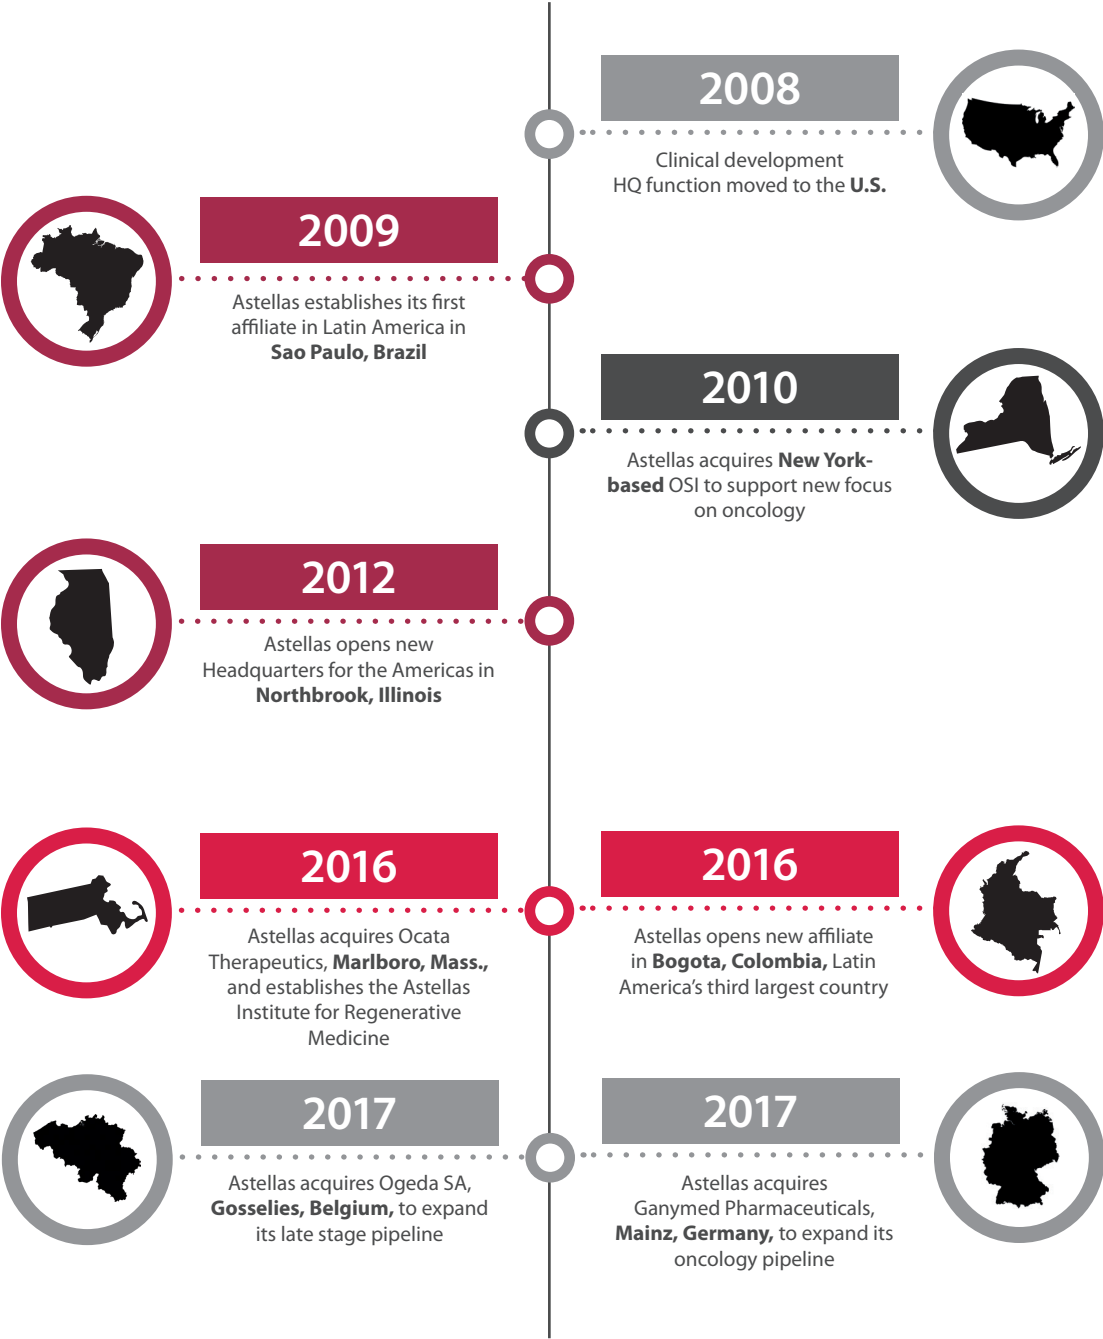 2008
Clinical development
HQ function moved to the U.S.
2009
Astellas establishes its first
affiliate in Latin America in
Sao Paulo, Brazil
2010
Astellas acquires New York-
based OSI to support new focus
on oncology
2012
Astellas opens new
Headquarters for the Americas in
Northbrook, Illinois
2016
Astellas acquires Ocata
Therapeutics, Marlboro, Mass.,
and establishes the Astellas
Institute for Regenerative
Medicine
2016
Astellas opens new affiliate
in Bogota, Colombia, Latin
America’s third largest country
2017
Astellas acquires Ogeda SA,
Gosselies, Belgium, to expand
its late stage pipeline
2017
Astellas acquires
Ganymed Pharmaceuticals,
Mainz, Germany, to expand its
oncology pipeline